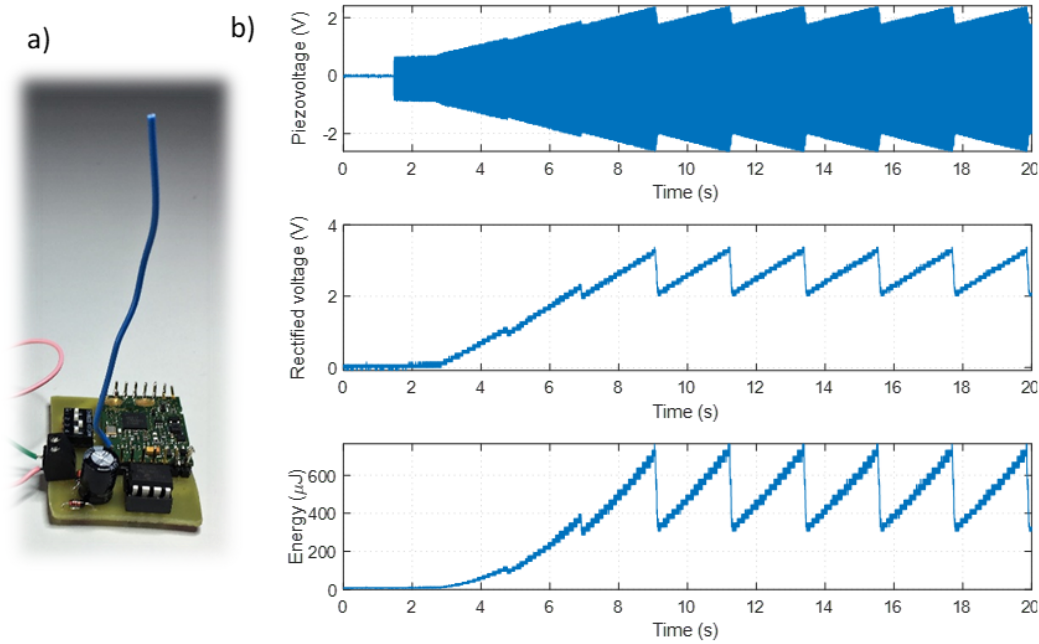 a)
b)
Piezovoltage (V)
2
0
-2
0 2 4 6 8 10 12 14 16 18 20
Time (s)
Rectified voltage (V)
4
2
0
0 2 4 6 8 10 12 14 16 18 20
Time (s)
Energy (μJ)
600
400
200
0
0 2 4 6 8 10 12 14 16 18 20
Time (s)